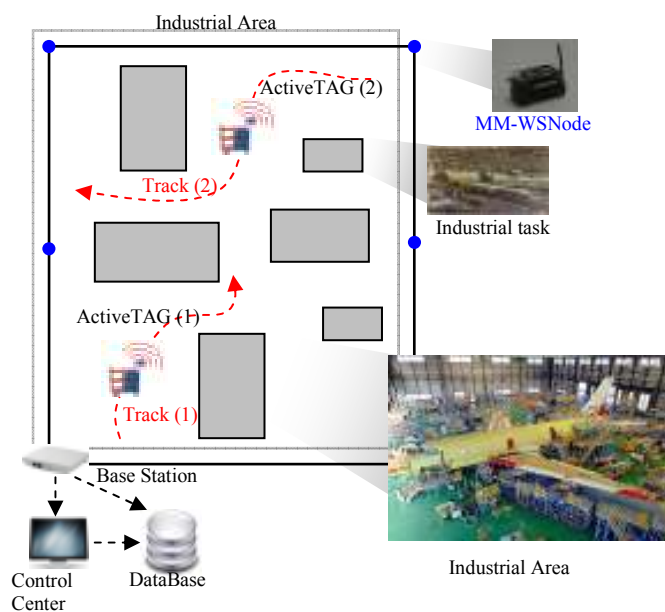 Industrial Area
ActiveTAG (2)
MM-WSNode
Track (2)
Industrial task
ActiveTAG (1)
Track (1)
Base Station
Control
Center
DataBase
Industrial Area